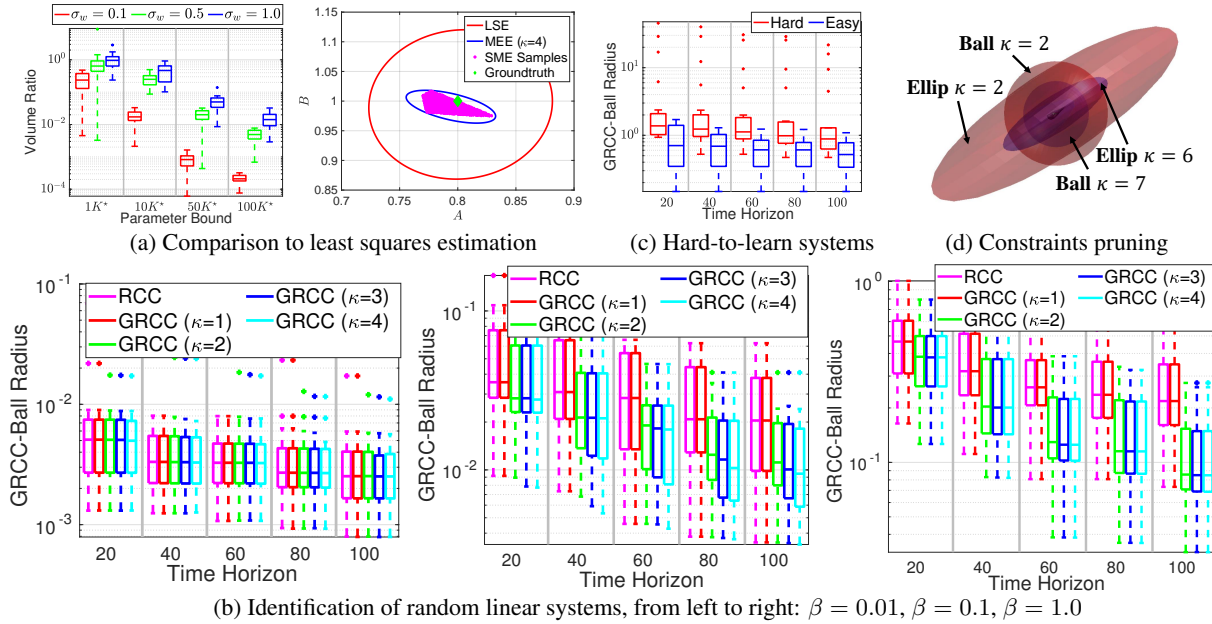 σ_w = 0.1 σ_w = 0.5 σ_w = 1.0
Volume Ratio
10^0
10^-2
10^-4
1K* 10K* 50K* 100K*
Parameter Bound
LSE
MEE (κ=4)
SME Samples
Groundtruth
B
1.15
1.1
1.05
1
0.95
0.9
0.85
0.7 0.75 0.8 0.85 0.9
A
(a) Comparison to least squares estimation
Hard Easy
GRCC-Ball Radius
10^1
10^0
20 40 60 80 100
Time Horizon
(c) Hard-to-learn systems
Ball κ = 2
Ellip κ = 2
Ellip κ = 6
Ball κ = 7
(d) Constraints pruning
GRCC-Ball Radius
10^-1
10^-2
10^-3
RCC
GRCC (κ=1)
GRCC (κ=2)
GRCC (κ=3)
GRCC (κ=4)
20 40 60 80 100
Time Horizon
GRCC-Ball Radius
10^-1
10^-2
RCC
GRCC (κ=1)
GRCC (κ=2)
GRCC (κ=3)
GRCC (κ=4)
20 40 60 80 100
Time Horizon
GRCC-Ball Radius
10^0
10^-1
RCC
GRCC (κ=1)
GRCC (κ=2)
GRCC (κ=3)
GRCC (κ=4)
20 40 60 80 100
Time Horizon
(b) Identification of random linear systems, from left to right: β = 0.01, β = 0.1, β = 1.0